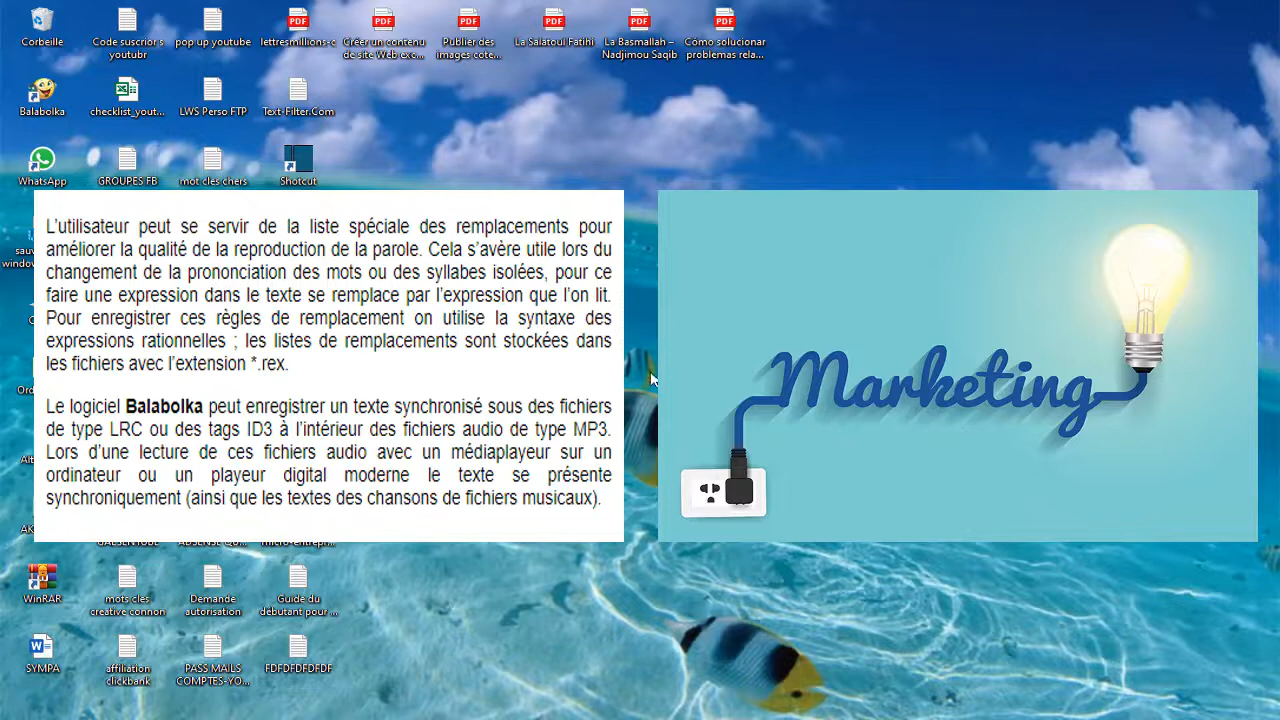 Corbeille
Code suscrior s
youtubr
pop up youtube
lettresmillions-c
Créer un contenu
de site Web exc...
Publier des
images cote...
La Salatoul Fatihi
La Basmallah –
Nadjimou Saqib
Cómo solucionar
problemas rela...
Balabolka
checklist_yout...
LWS Perso FTP
Text-Filter.Com
WhatsApp
GROUPES FB
mot cles chers
Shotcut
L’utilisateur peut se servir de la liste spéciale des remplacements pour
améliorer la qualité de la reproduction de la parole. Cela s’avère utile lors du
changement de la prononciation des mots ou des syllabes isolées, pour ce
faire une expression dans le texte se remplace par l’expression que l’on lit.
Pour enregistrer ces règles de remplacement on utilise la syntaxe des
expressions rationnelles ; les listes de remplacements sont stockées dans
les fichiers avec l’extension *.rex.
Le logiciel Balabolka peut enregistrer un texte synchronisé sous des fichiers
de type LRC ou des tags ID3 à l’intérieur des fichiers audio de type MP3.
Lors d’une lecture de ces fichiers audio avec un médiaplayeur sur un
ordinateur ou un playeur digital moderne le texte se présente
synchroniquement (ainsi que les textes des chansons de fichiers musicaux).
Marketing
WinRAR
mots cles
creative connon
Demande
autorisation
Guide du
débutant pour ...
SYMPA
affiliation
clickbank
PASS MAILS
COMPTES-YO...
FDFDFDFDFDF